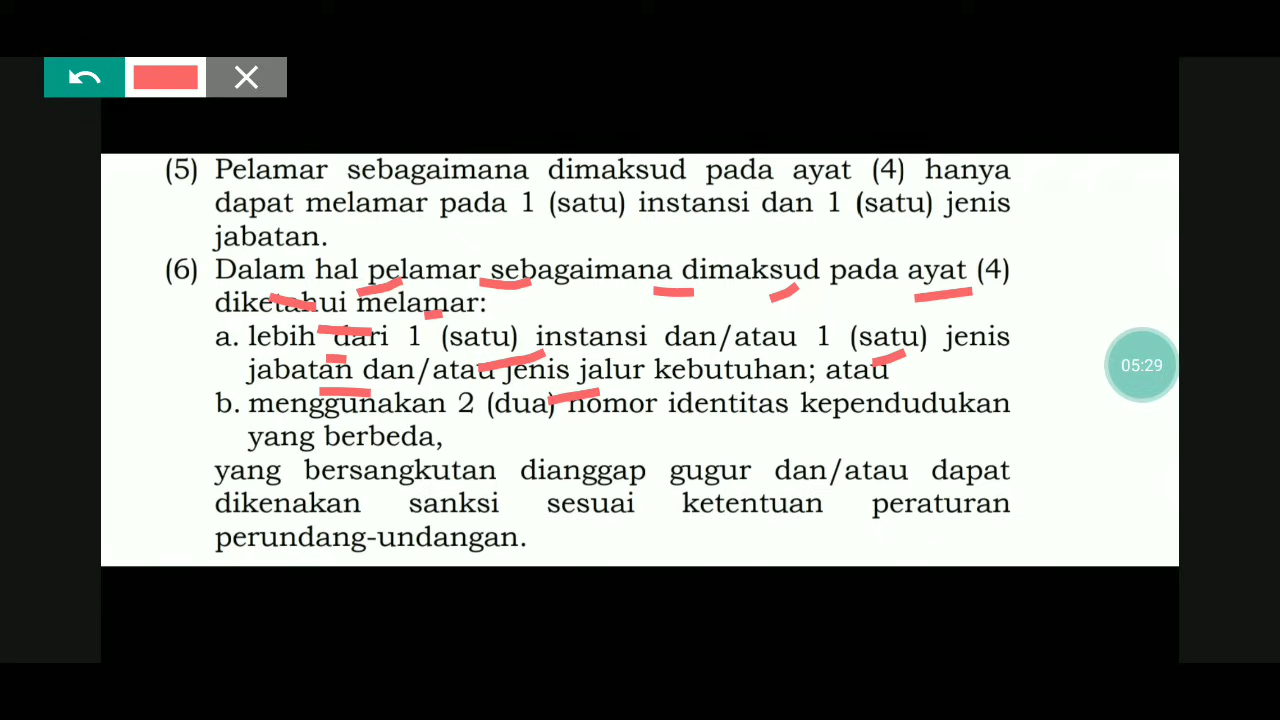 (5) Pelamar sebagaimana dimaksud pada ayat (4) hanya
dapat melamar pada 1 (satu) instansi dan 1 (satu) jenis
jabatan.
(6) Dalam hal pelamar sebagaimana dimaksud pada ayat (4)
diketahui melamar:
a. lebih dari 1 (satu) instansi dan/atau 1 (satu) jenis
jabatan dan/atau jenis jalur kebutuhan; atau
b. menggunakan 2 (dua) nomor identitas kependudukan
yang berbeda,
yang bersangkutan dianggap gugur dan/atau dapat
dikenakan sanksi sesuai ketentuan peraturan
perundang-undangan.
05:29